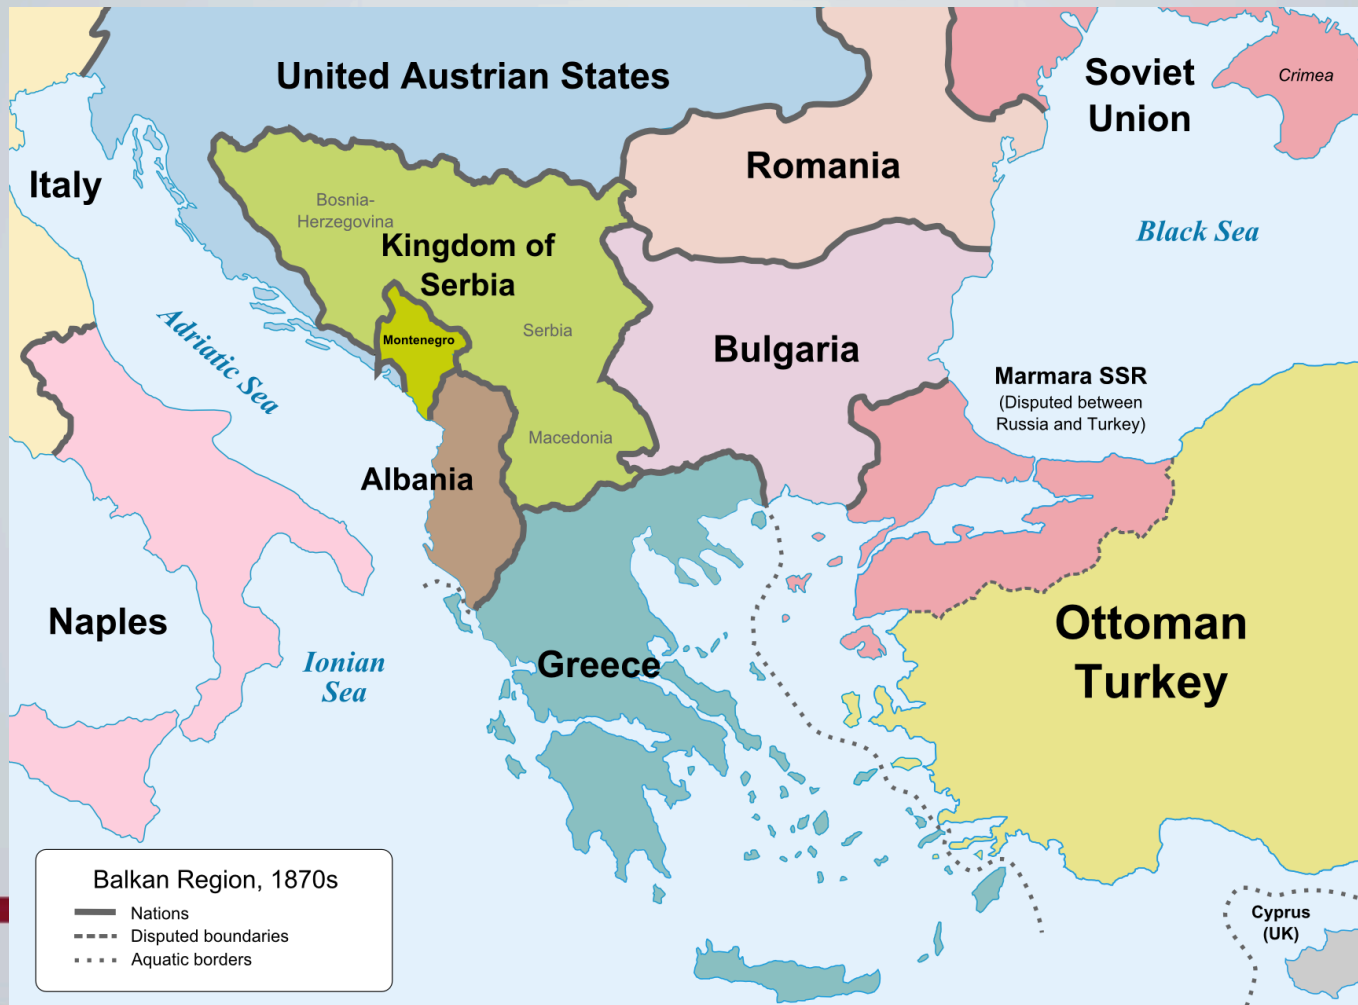 United Austrian States
Soviet
Union
Crimea
Italy
Romania
Bosnia-
Herzegovina
Kingdom of
Serbia
Black Sea
Adriatic Sea
Serbia
Montenegro
Bulgaria
Marmara SSR
(Disputed between
Russia and Turkey)
Macedonia
Albania
Naples
Ionian
Sea
Greece
Ottoman
Turkey
Balkan Region, 1870s
Nations
Disputed boundaries
Aquatic borders
Cyprus
(UK)